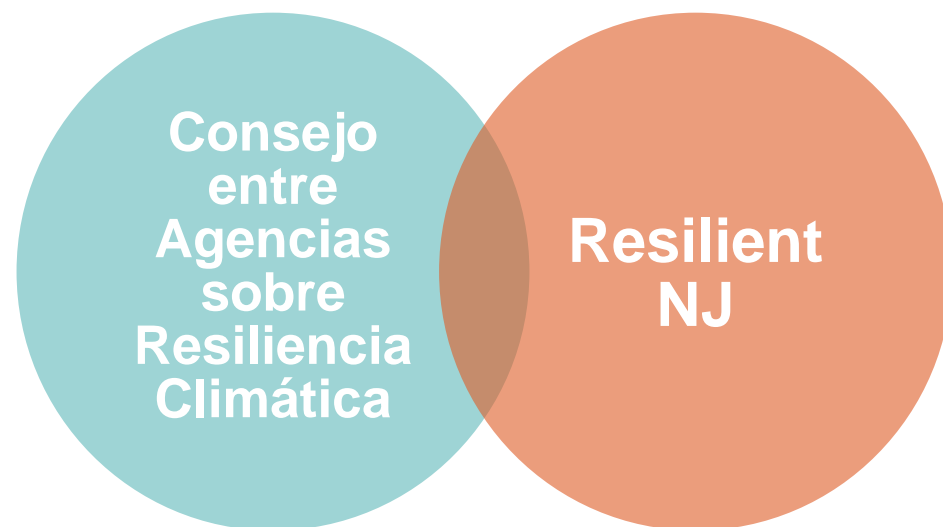 Consejo
entre
Agencias
sobre
Resiliencia
Climática
Resilient
NJ